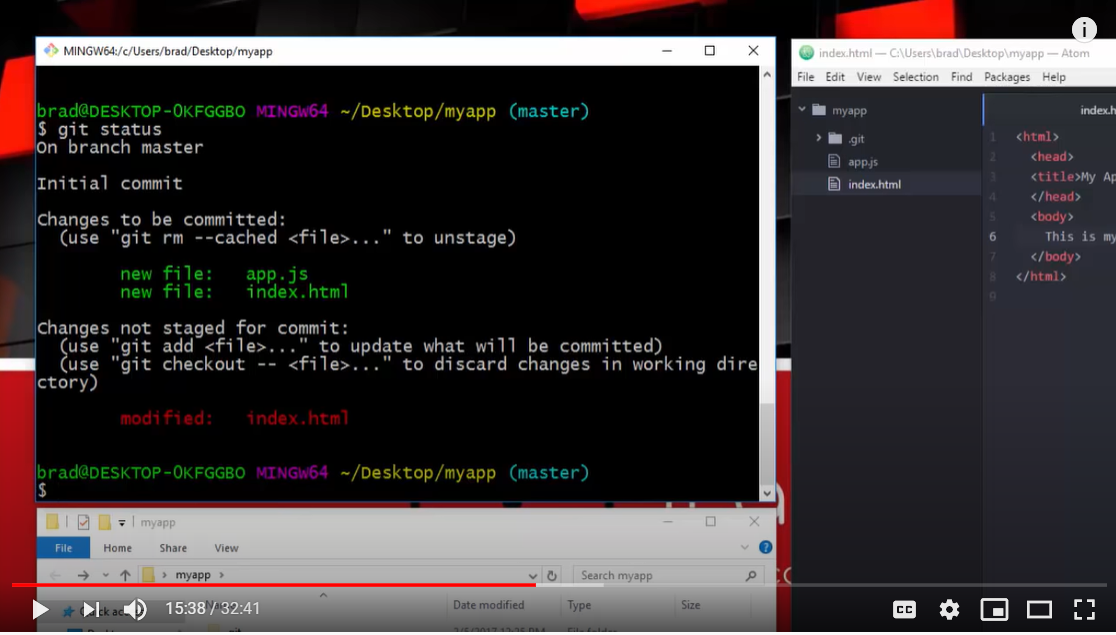 MINGW64:/c/Users/brad/Desktop/myapp
brad@DESKTOP-0KFGGBO MINGW64 ~/Desktop/myapp (master)
$ git status
On branch master
Initial commit
Changes to be committed:
(use "git rm --cached <file>..." to unstage)
new file: app.js
new file: index.html
Changes not staged for commit:
(use "git add <file>..." to update what will be committed)
(use "git checkout -- <file>..." to discard changes in working dire
ctory)
modified: index.html
brad@DESKTOP-0KFGGBO MINGW64 ~/Desktop/myapp (master)
$
index.html — C:\Users\brad\Desktop\myapp — Atom
File Edit View Selection Find Packages Help
myapp
.git
app.js
index.html
index.h
1 <html>
2 <head>
3 <title>My Ap
4 </head>
5 <body>
6 This is my
7 </body>
8 </html>
9
myapp
File Home Share View
myapp
Search myapp
Date modified Type Size
15:38 / 32:41
CC